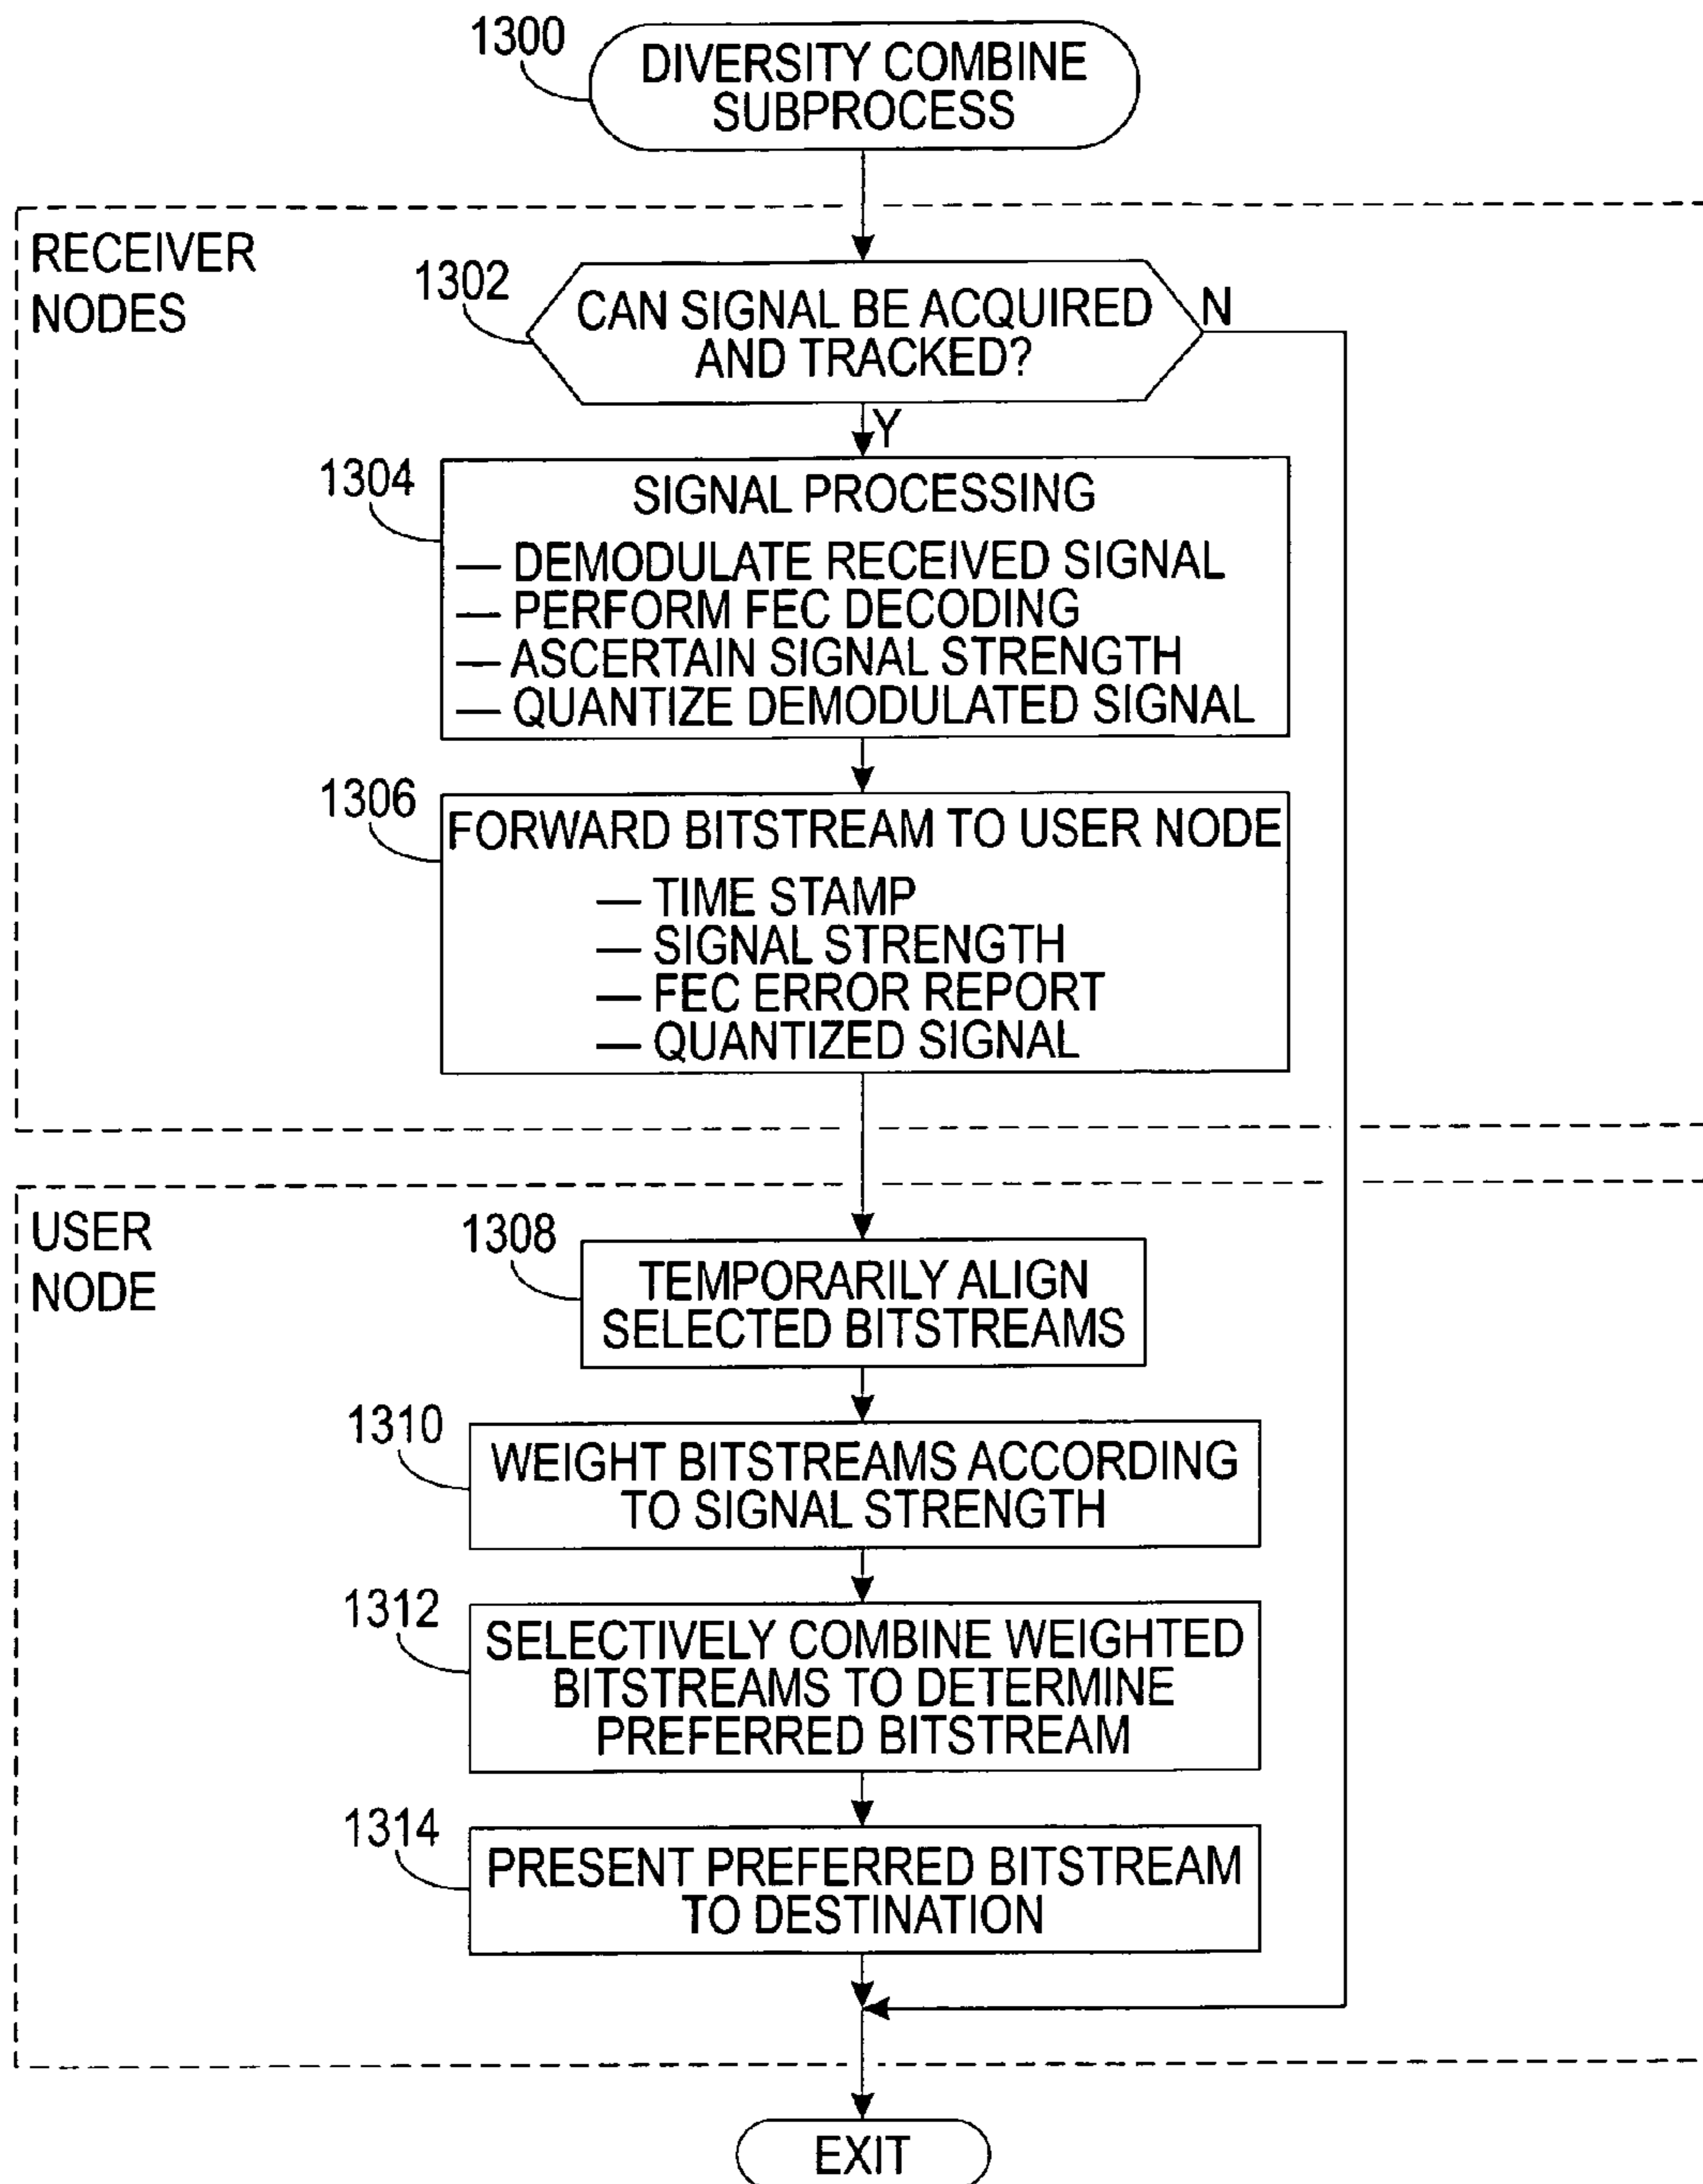 1300
DIVERSITY COMBINE
SUBPROCESS
RECEIVER
NODES
1302
CAN SIGNAL BE ACQUIRED
AND TRACKED?
N
Y
1304
SIGNAL PROCESSING
— DEMODULATE RECEIVED SIGNAL
— PERFORM FEC DECODING
— ASCERTAIN SIGNAL STRENGTH
— QUANTIZE DEMODULATED SIGNAL
1306
FORWARD BITSTREAM TO USER NODE
— TIME STAMP
— SIGNAL STRENGTH
— FEC ERROR REPORT
— QUANTIZED SIGNAL
USER
NODE
1308
TEMPORARILY ALIGN
SELECTED BITSTREAMS
1310
WEIGHT BITSTREAMS ACCORDING
TO SIGNAL STRENGTH
1312
SELECTIVELY COMBINE WEIGHTED
BITSTREAMS TO DETERMINE
PREFERRED BITSTREAM
1314
PRESENT PREFERRED BITSTREAM
TO DESTINATION
EXIT